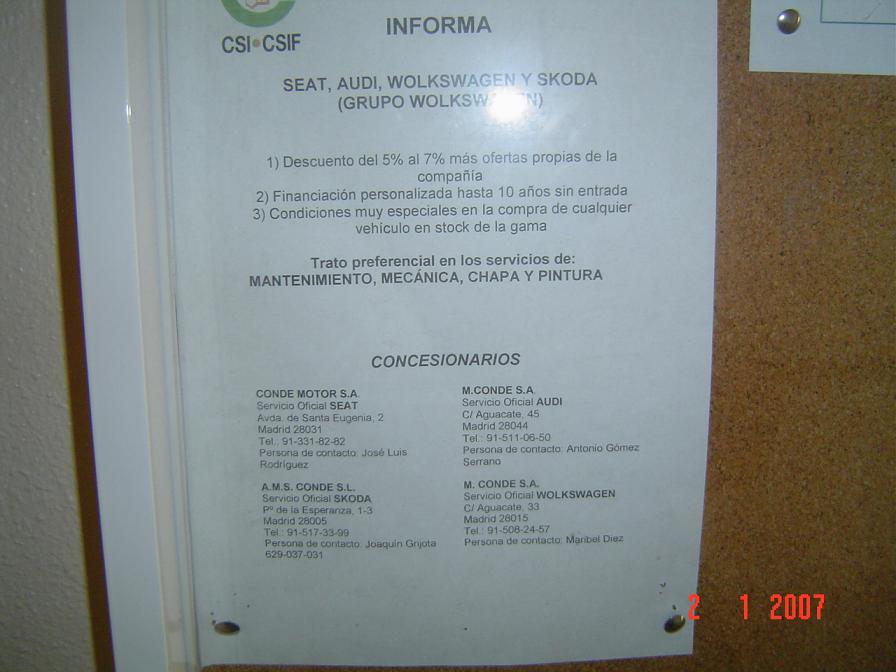 CSI•CSIF
INFORMA
SEAT, AUDI, WOLKSWAGEN Y SKODA
(GRUPO WOLKSWAGEN)
1) Descuento del 5% al 7% más ofertas propias de la
compañía
2) Financiación personalizada hasta 10 años sin entrada
3) Condiciones muy especiales en la compra de cualquier
vehículo en stock de la gama
Trato preferencial en los servicios de:
MANTENIMIENTO, MECÁNICA, CHAPA Y PINTURA
CONCESIONARIOS
CONDE MOTOR S.A.
Servicio Oficial SEAT
Avda. de Santa Eugenia, 2
Madrid 28031
Tel.: 91-331-82-82
Persona de contacto: José Luis
Rodríguez
M.CONDE S.A.
Servicio Oficial AUDI
C/ Aguacate, 45
Madrid 28044
Tel.: 91-511-06-50
Persona de contacto: Antonio Gómez
Serrano
A.M.S. CONDE S.L.
Servicio Oficial SKODA
Pº de la Esperanza, 1-3
Madrid 28005
Tel.: 91-517-33-99
Persona de contacto: Joaquín Grijota
629-037-031
M. CONDE S.A.
Servicio Oficial WOLKSWAGEN
C/ Aguacate, 33
Madrid 28015
Tel.: 91-508-24-57
Persona de contacto: Maribel Diez
2 1 2007